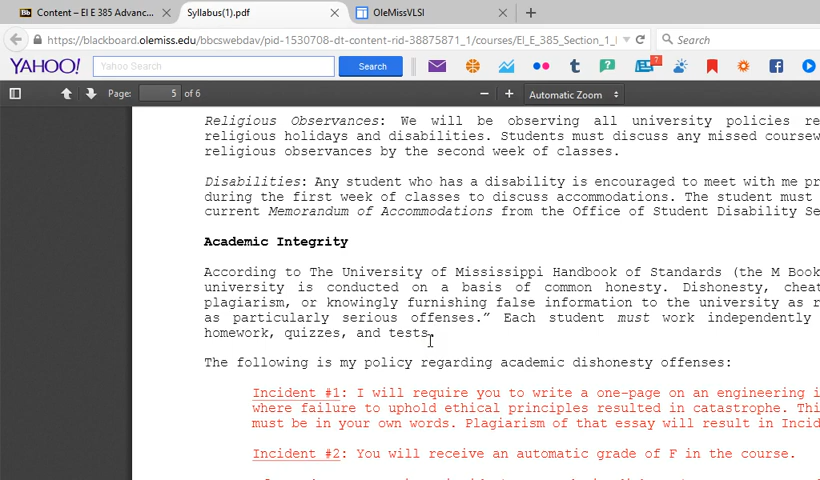 Content – El E 385 Advanced ...
Syllabus(1).pdf
OleMissVLSI
https://blackboard.olemiss.edu/bbcswebdav/pid-1530708-dt-content-rid-38875871_1/courses/El_E_385_Section_1_
Search
YAHOO!
Yahoo Search
Search
7
Page: 5 of 6
Automatic Zoom
Religious Observances: We will be observing all university policies re
religious holidays and disabilities. Students must discuss any missed coursew
religious observances by the second week of classes.
Disabilities: Any student who has a disability is encouraged to meet with me pr
during the first week of classes to discuss accommodations. The student must
current Memorandum of Accommodations from the Office of Student Disability Se
Academic Integrity
According to The University of Mississippi Handbook of Standards (the M Book
university is conducted on a basis of common honesty. Dishonesty, cheat
plagiarism, or knowingly furnishing false information to the university as r
as particularly serious offenses.” Each student must work independently
homework, quizzes, and tests.
The following is my policy regarding academic dishonesty offenses:
Incident #1: I will require you to write a one-page on an engineering i
where failure to uphold ethical principles resulted in catastrophe. Thi
must be in your own words. Plagiarism of that essay will result in Incid
Incident #2: You will receive an automatic grade of F in the course.